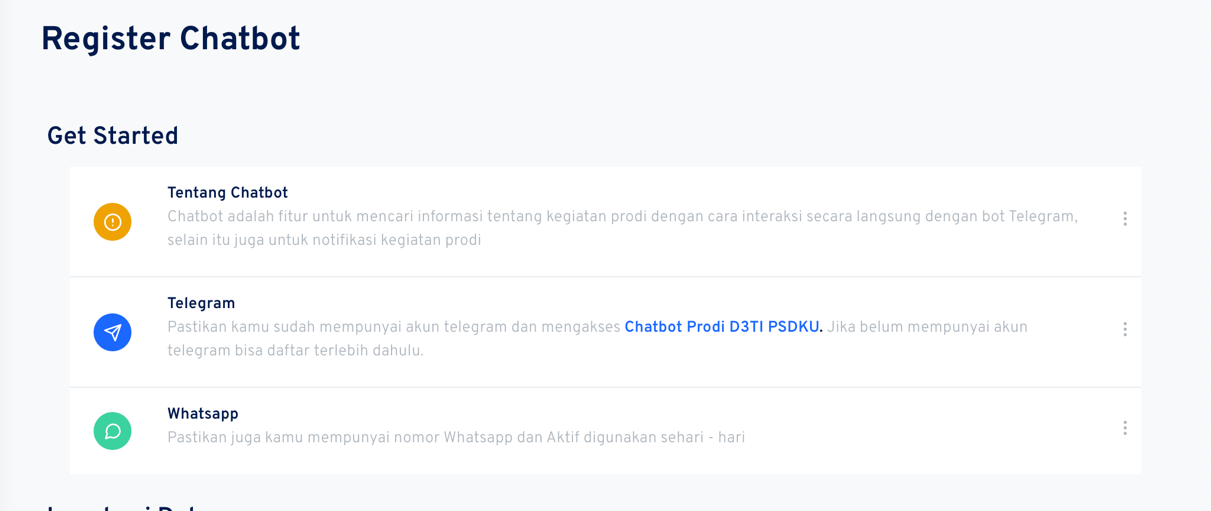 Register Chatbot
Get Started
Tentang Chatbot
Chatbot adalah fitur untuk mencari informasi tentang kegiatan prodi dengan cara interaksi secara langsung dengan bot Telegram,
selain itu juga untuk notifikasi kegiatan prodi
Telegram
Pastikan kamu sudah mempunyai akun telegram dan mengakses Chatbot Prodi D3TI PSDKU. Jika belum mempunyai akun
telegram bisa daftar terlebih dahulu.
Whatsapp
Pastikan juga kamu mempunyai nomor Whatsapp dan Aktif digunakan sehari - hari